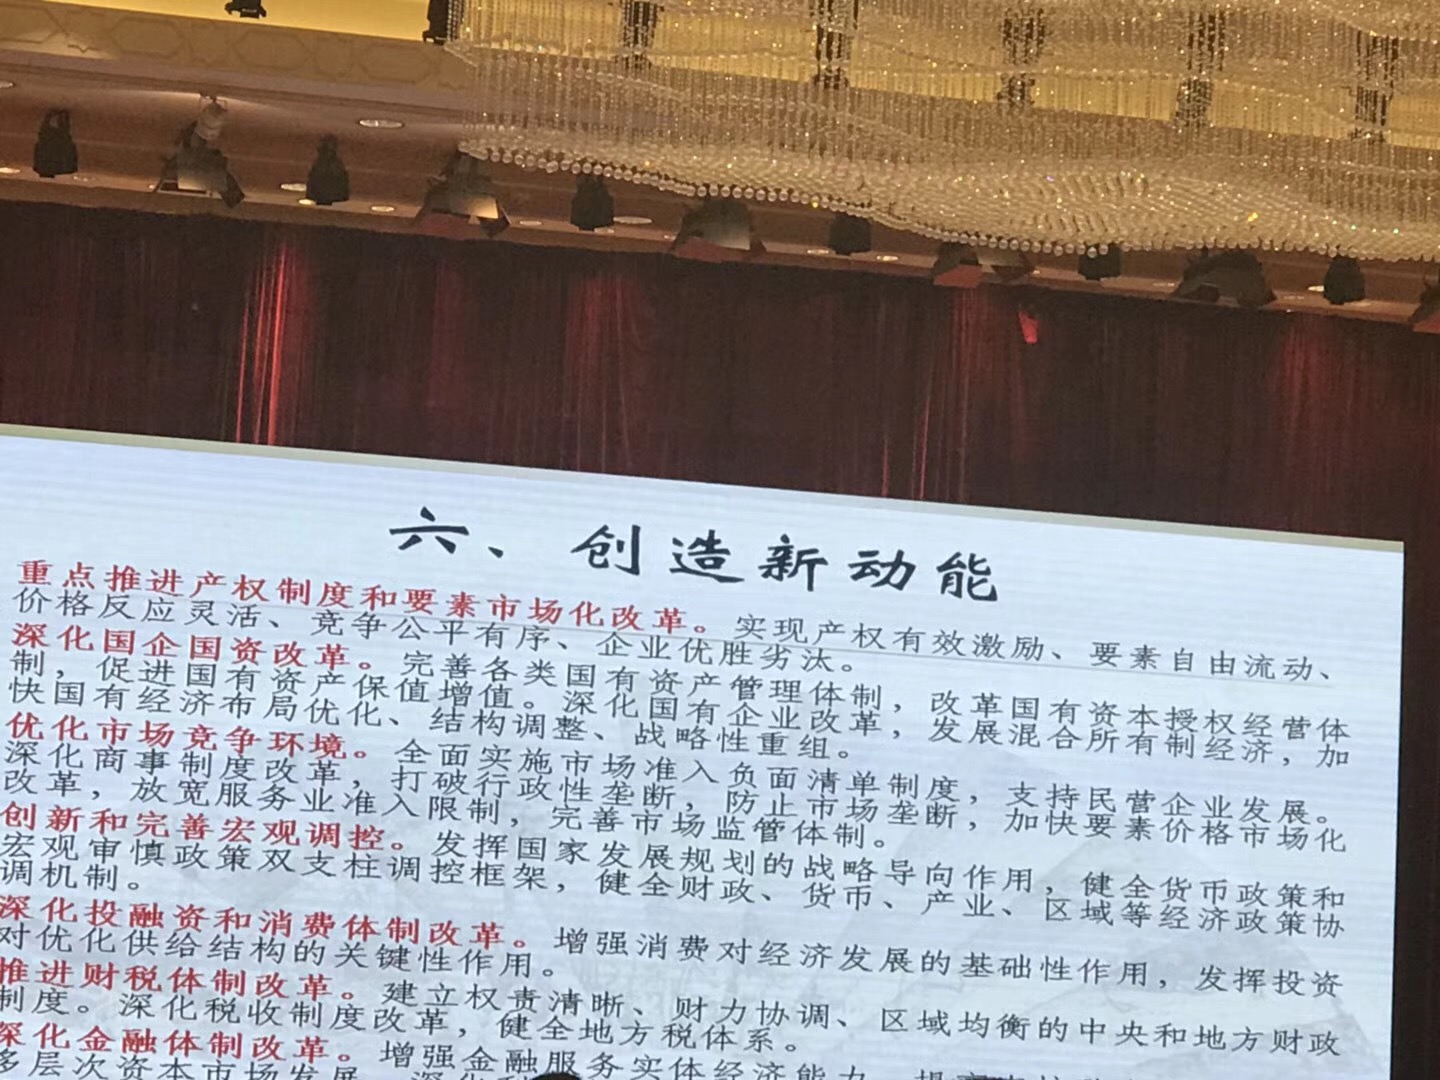 六、创造新动能
重点推进产权制度和要素市场化改革。实现产权有效激励、要素自由流动、
价格反应灵活、竞争公平有序、企业优胜劣汰。
深化国企国资改革。完善各类国有资产管理体制，改革国有资本授权经营体
制，促进国有资产保值增值。深化国有企业改革，发展混合所有制经济，加
快国有经济布局优化、结构调整、战略性重组。
优化市场竞争环境。全面实施市场准入负面清单制度，支持民营企业发展。
深化商事制度改革，打破行政性垄断，防止市场垄断，加快要素价格市场化
改革，放宽服务业准入限制，完善市场监管体制。
创新和完善宏观调控。发挥国家发展规划的战略导向作用，健全货币政策和
宏观审慎政策双支柱调控框架，健全财政、货币、产业、区域等经济政策协
调机制。
深化投融资和消费体制改革。增强消费对经济发展的基础性作用，发挥投资
对优化供给结构的关键性作用。
推进财税体制改革。建立权责清晰、财力协调、区域均衡的中央和地方财政
制度。深化税收制度改革，健全地方税体系。
深化金融体制改革。增强金融服务实体经济能力，提高
多层次资本市场发展。深化利